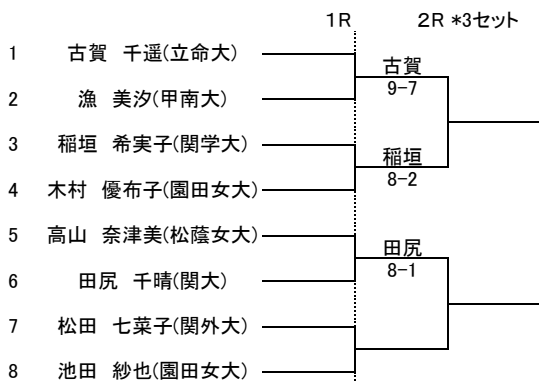 1R 2R *3セット
1 古賀 千遥(立命大)
古賀
9-7
2 漁 美汐(甲南大)
3 稲垣 希実子(関学大)
稲垣
8-2
4 木村 優布子(園田女大)
5 高山 奈津美(松蔭女大)
田尻
8-1
6 田尻 千晴(関大)
7 松田 七菜子(関外大)
8 池田 紗也(園田女大)